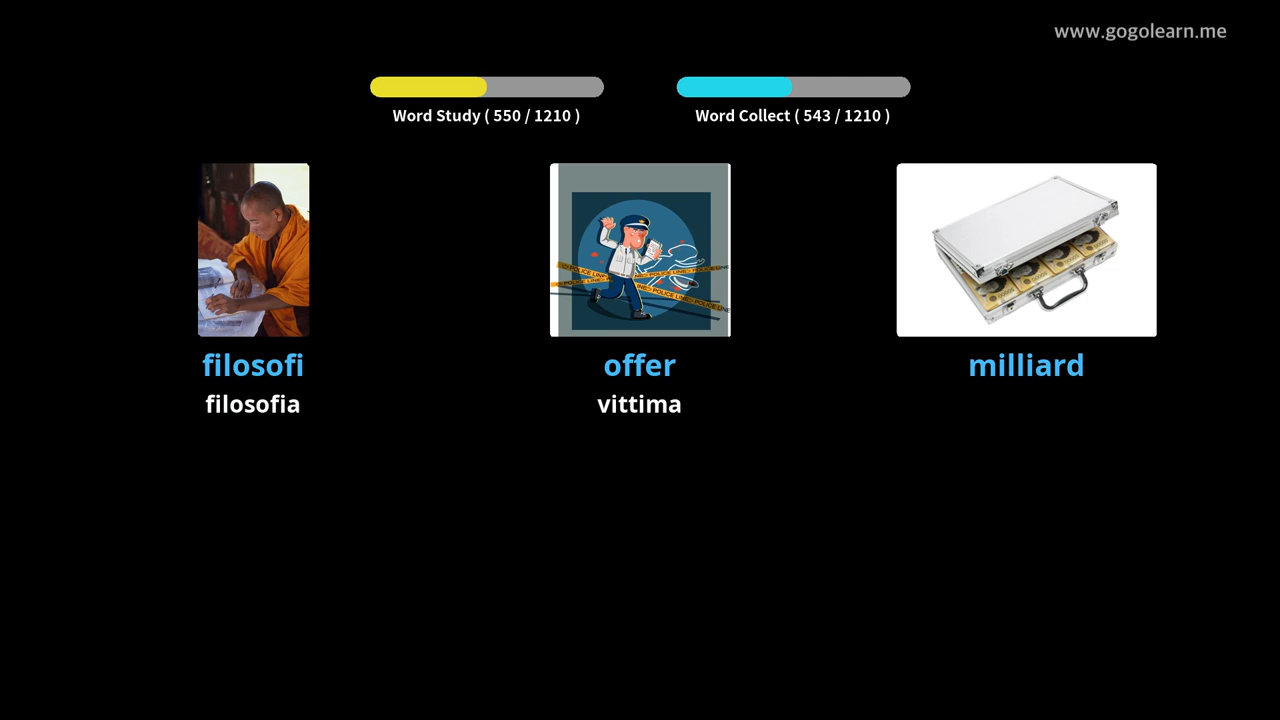 www.gogolearn.me
Word Study ( 550 / 1210 )
Word Collect ( 543 / 1210 )
filosofi
offer
milliard
filosofia
vittima